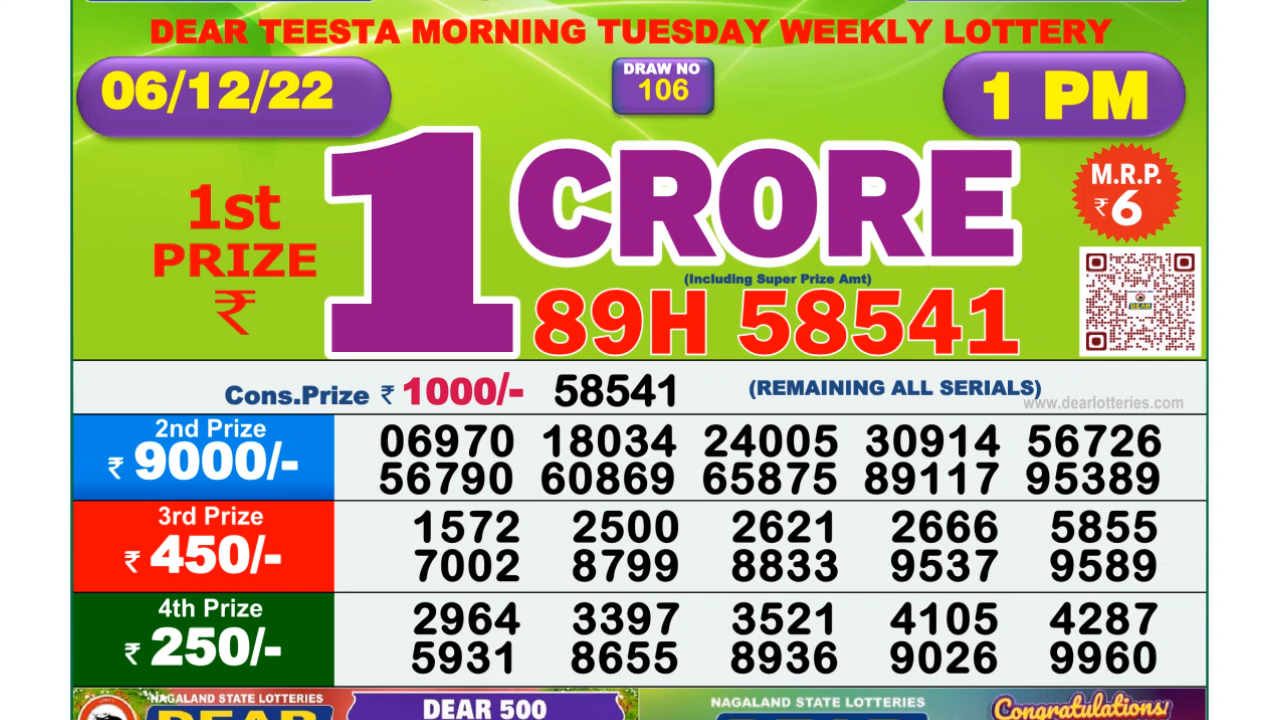 DEAR TEESTA MORNING TUESDAY WEEKLY LOTTERY
06/12/22
DRAW NO
106
1 PM
1st
PRIZE
₹
1 CRORE
M.R.P.
₹6
(Including Super Prize Amt)
89H 58541
DEAR
Cons.Prize ₹ 1000/- 58541 (REMAINING ALL SERIALS)
www.dearlotteries.com
2nd Prize
₹ 9000/-
06970 18034 24005 30914 56726
56790 60869 65875 89117 95389
3rd Prize
₹ 450/-
1572 2500 2621 2666 5855
7002 8799 8833 9537 9589
4th Prize
₹ 250/-
2964 3397 3521 4105 4287
5931 8655 8936 9026 9960
NAGALAND STATE LOTTERIES
DEAR
DEAR 500
NAGALAND STATE LOTTERIES
Congratulations!